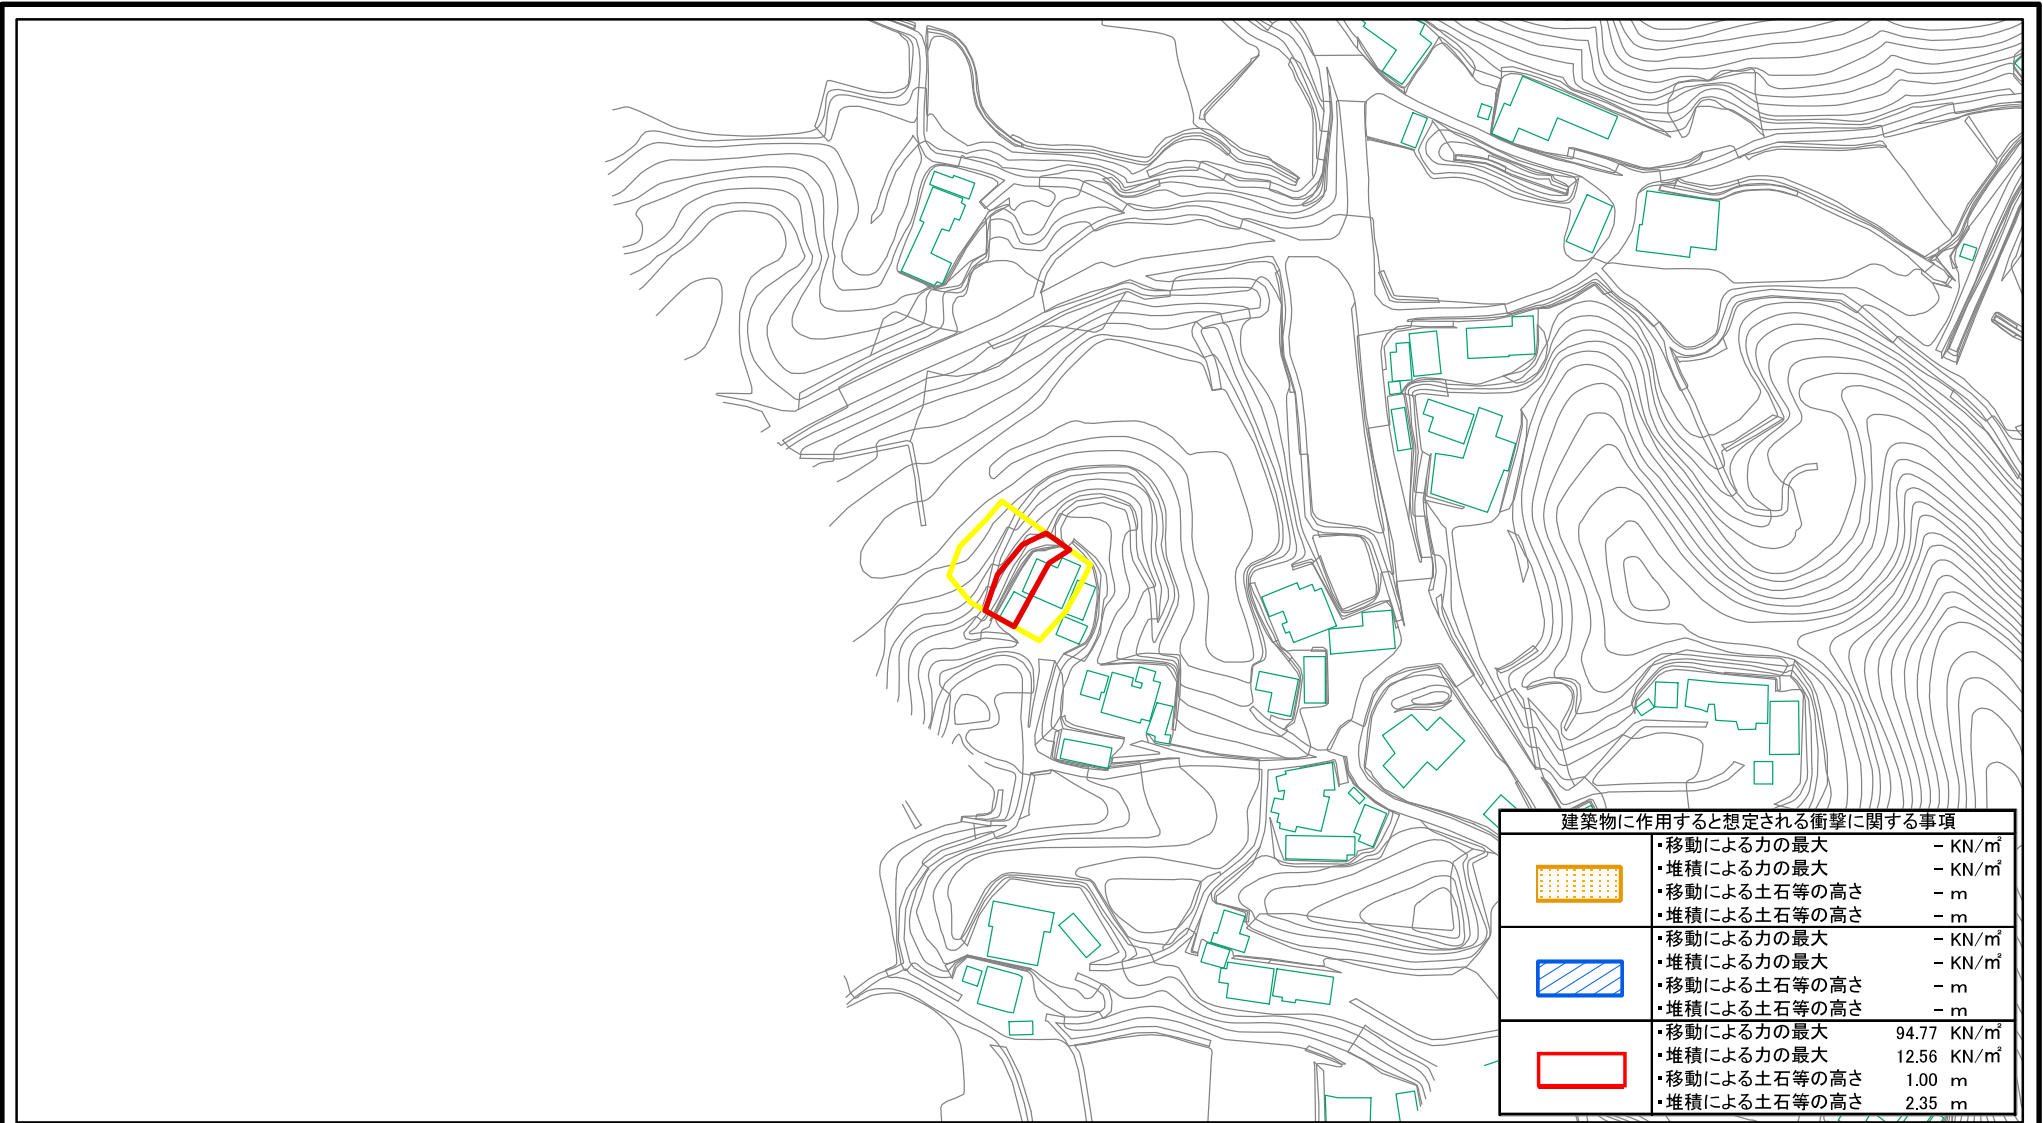 建築物に作用すると想定される衝撃に関する事項
・移動による力の最大 － KN/㎡
・堆積による力の最大 － KN/㎡
・移動による土石等の高さ － m
・堆積による土石等の高さ － m
・移動による力の最大 － KN/㎡
・堆積による力の最大 － KN/㎡
・移動による土石等の高さ － m
・堆積による土石等の高さ － m
・移動による力の最大 94.77 KN/㎡
・堆積による力の最大 12.56 KN/㎡
・移動による土石等の高さ 1.00 m
・堆積による土石等の高さ 2.35 m